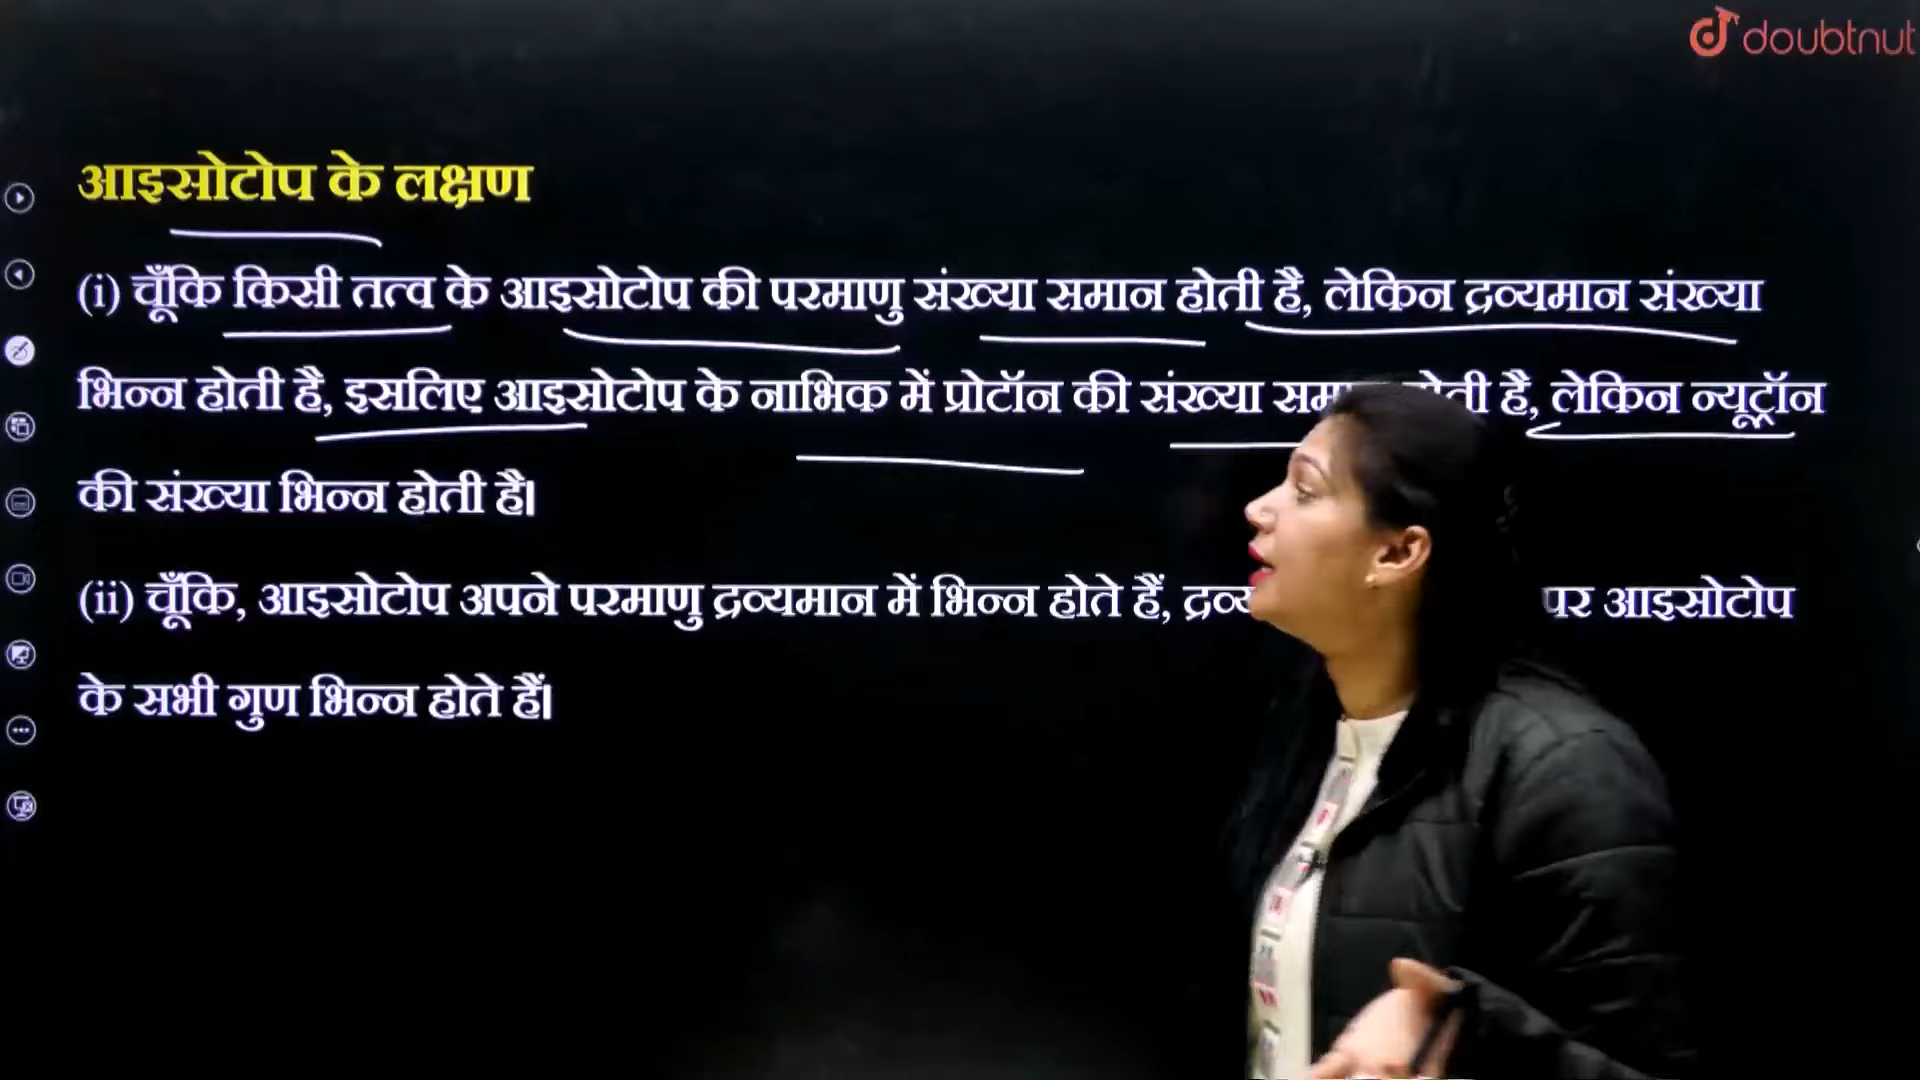 doubtnut
आइसोटोप के लक्षण
(i) चूँकि किसी तत्व के आइसोटोप की परमाणु संख्या समान होती है, लेकिन द्रव्यमान संख्या
भिन्न होती है, इसलिए आइसोटोप के नाभिक में प्रोटॉन की संख्या होती है, लेकिन न्यूट्रॉन
की संख्या भिन्न होती है।
(ii) चूँकि, आइसोटोप अपने परमाणु द्रव्यमान में भिन्न होते हैं, पर आइसोटोप
के सभी गुण भिन्न होते हैं।